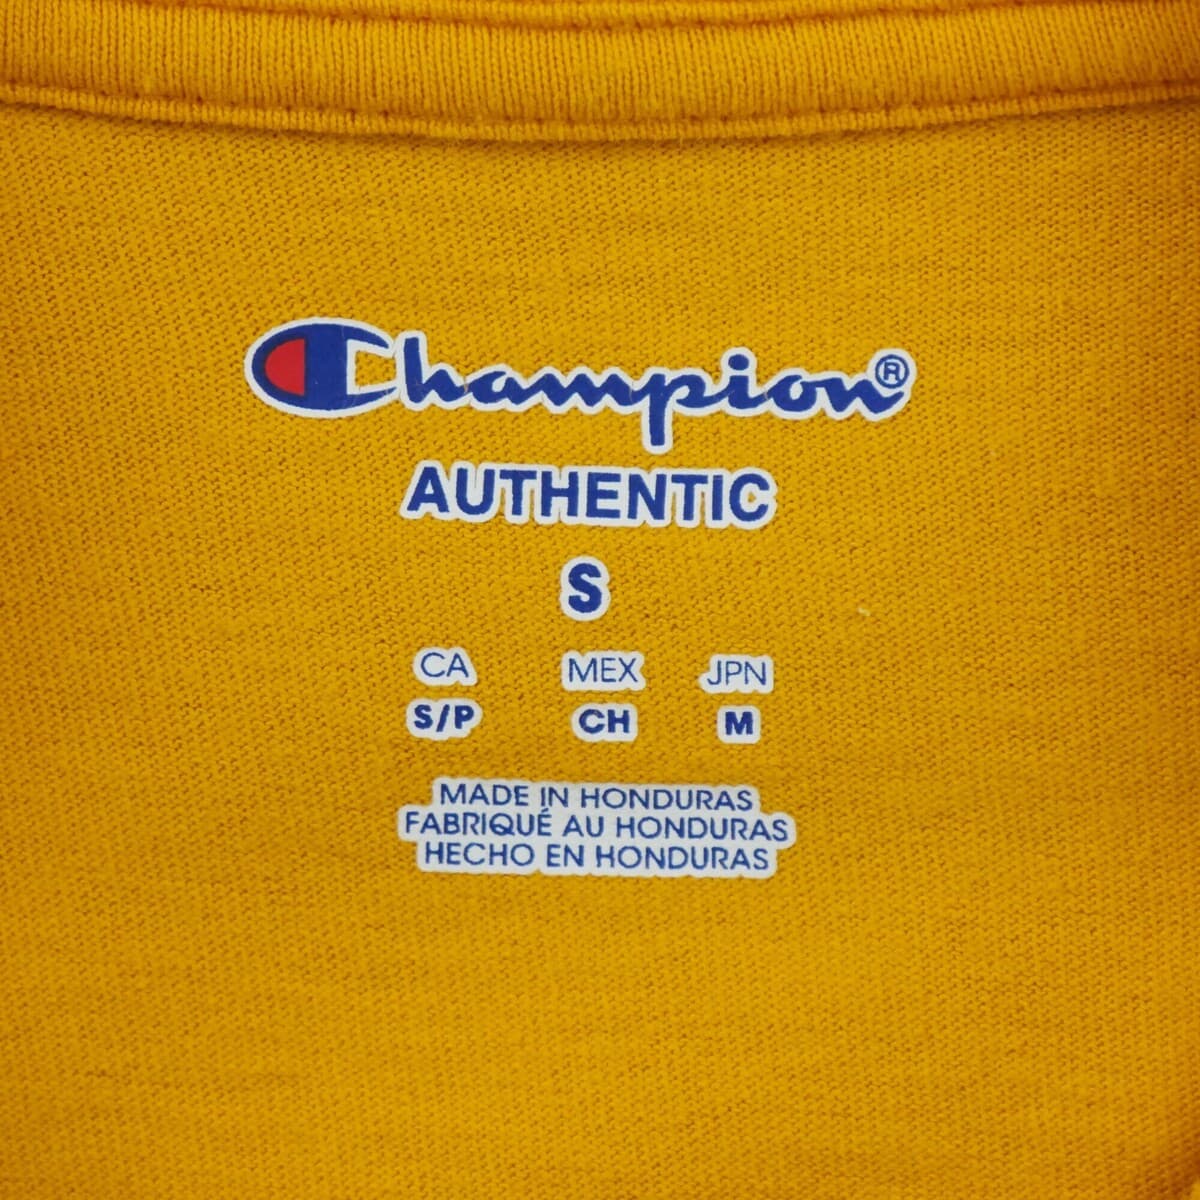 Champion®
AUTHENTIC
S
CA MEX JPN
S/P CH M
MADE IN HONDURAS
FABRIQUÉ AU HONDURAS
HECHO EN HONDURAS